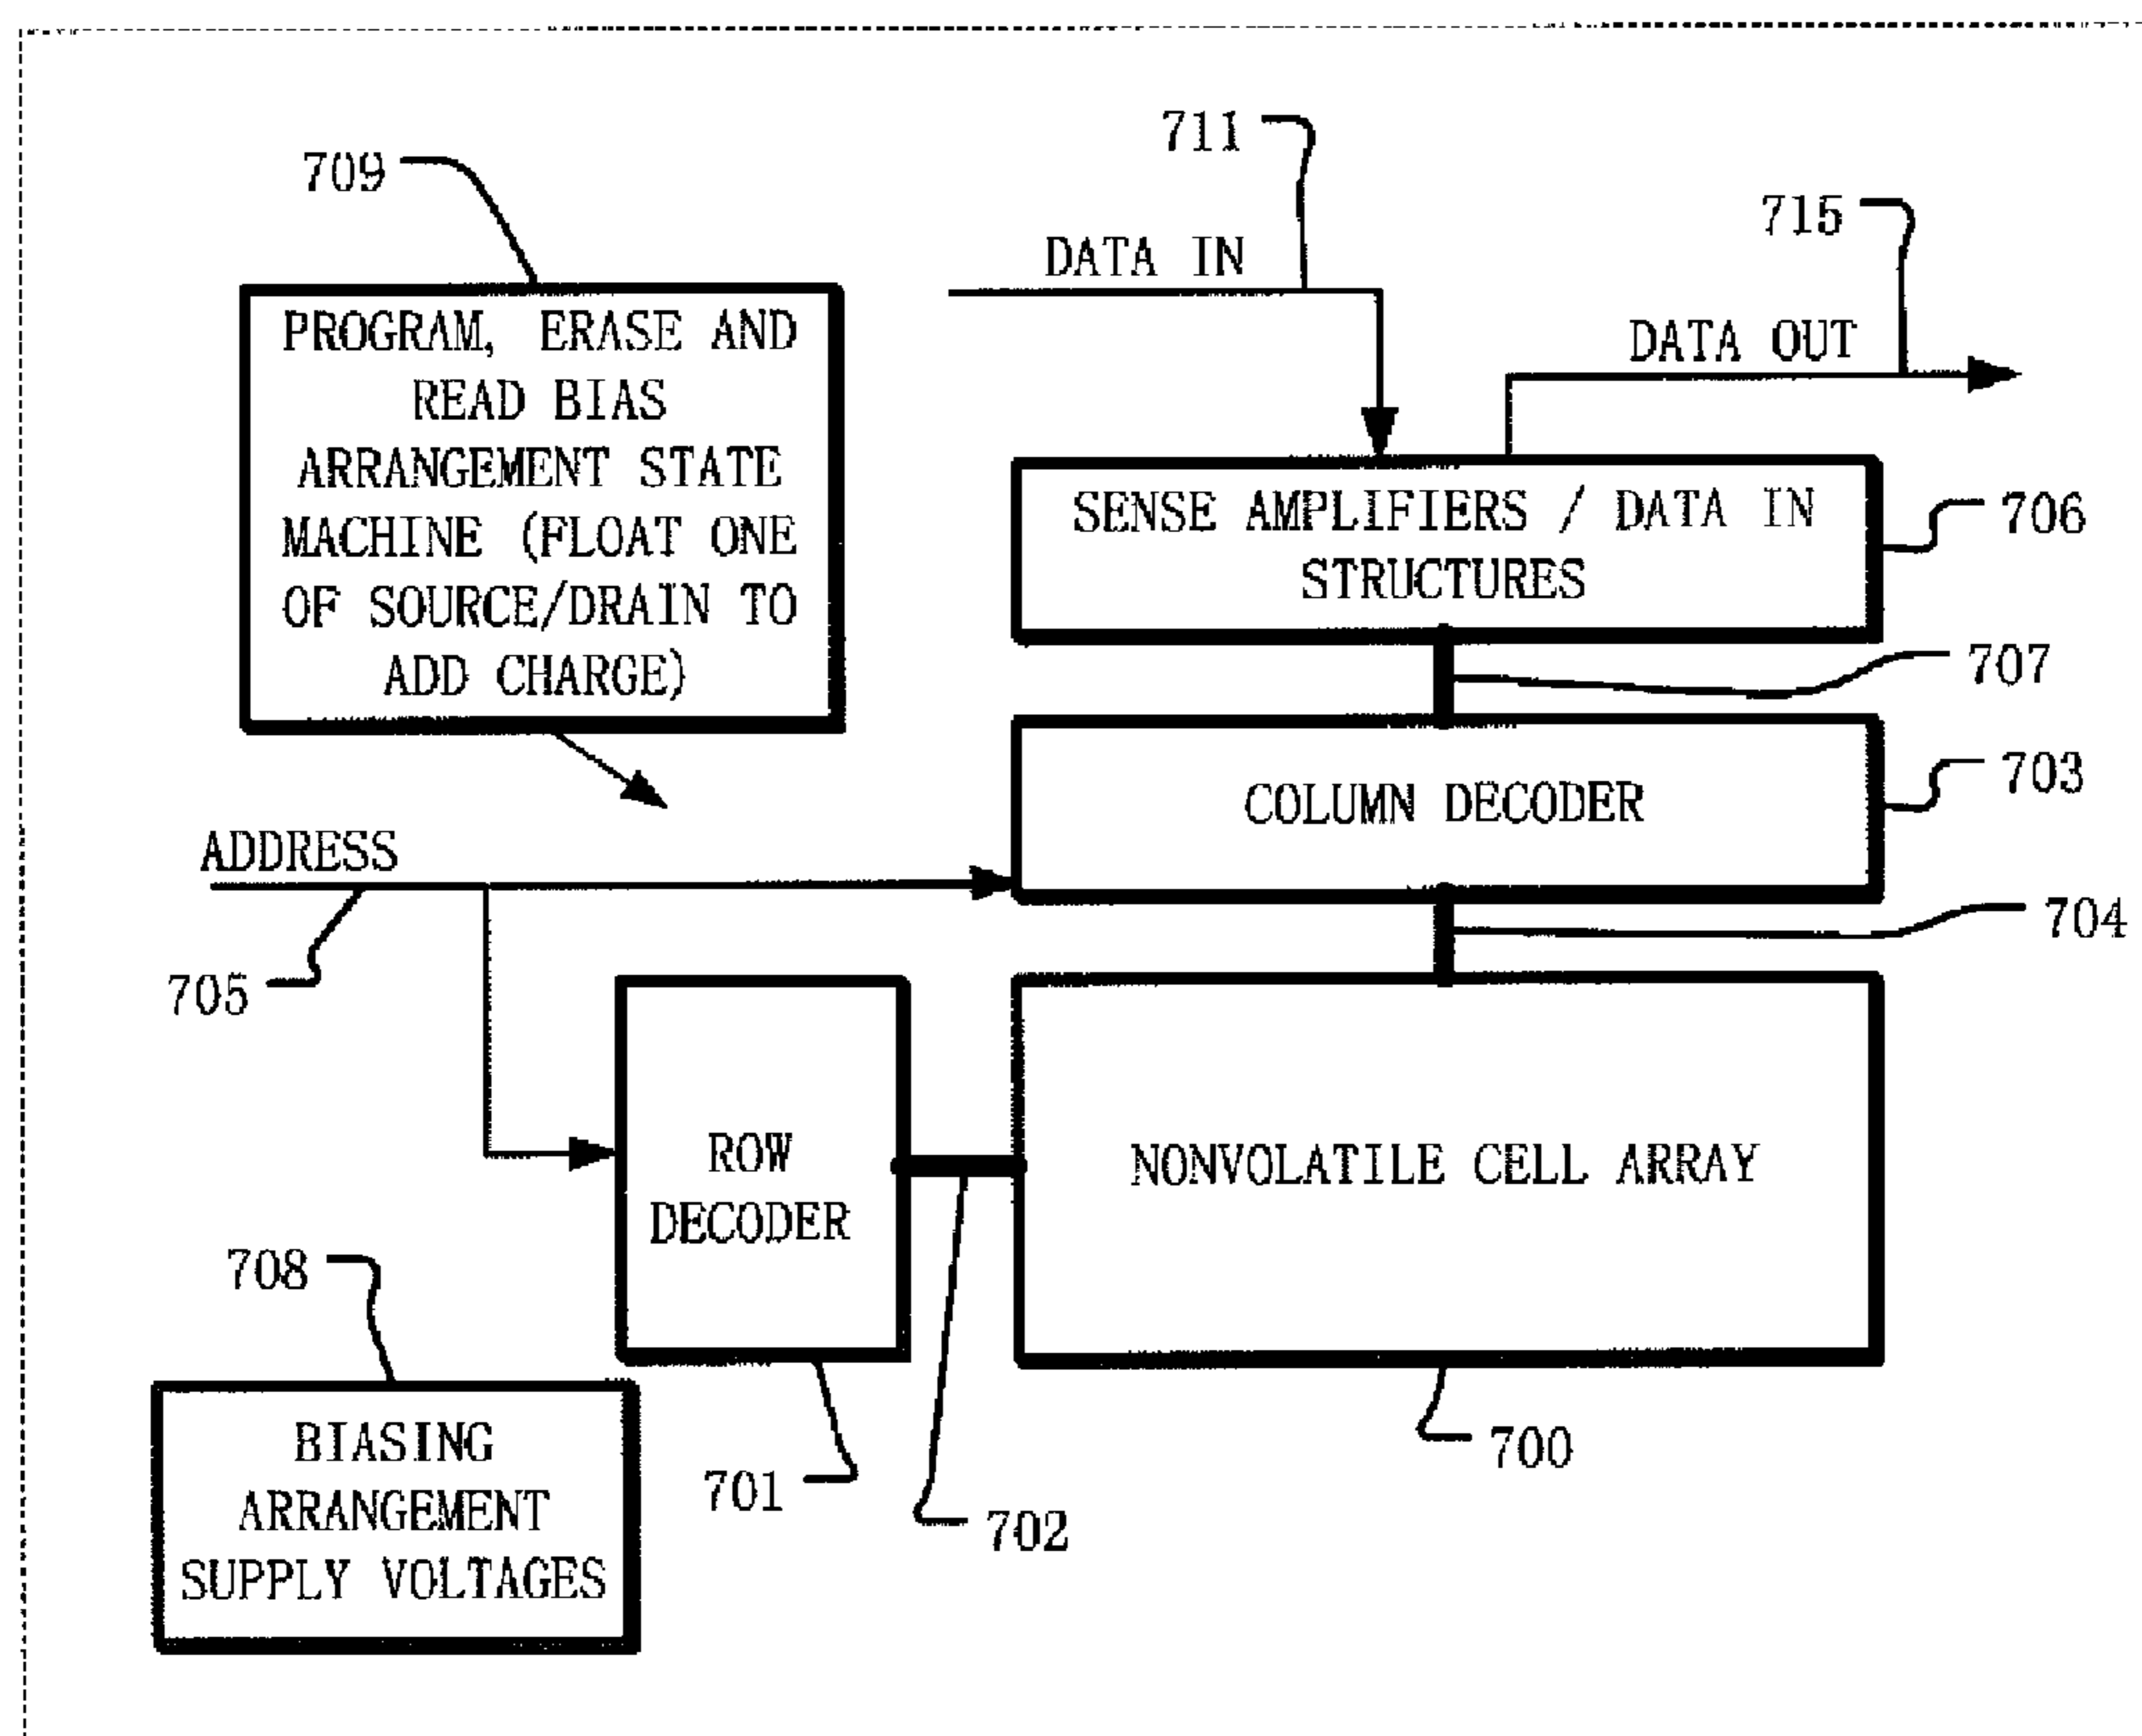 711
709
715
DATA IN
PROGRAM, ERASE AND
READ BIAS
ARRANGEMENT STATE
MACHINE (FLOAT ONE
OF SOURCE/DRAIN TO
ADD CHARGE)
DATA OUT
SENSE AMPLIFIERS / DATA IN
STRUCTURES
706
707
COLUMN DECODER
703
ADDRESS
704
705
ROW
DECODER
NONVOLATILE CELL ARRAY
708
BIASING
ARRANGEMENT
SUPPLY VOLTAGES
701
702
700